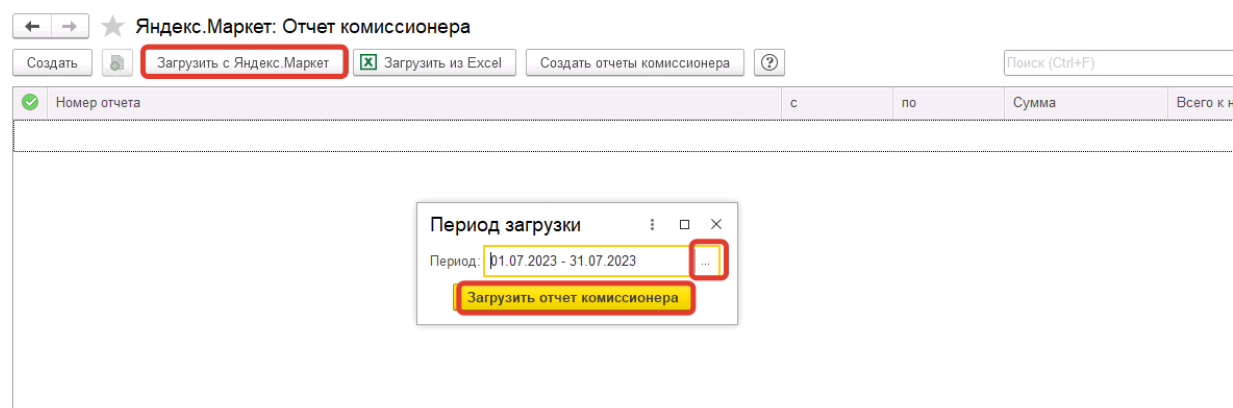 Яндекс.Маркет: Отчет комиссионера
Создать Загрузить с Яндекс.Маркет Загрузить из Excel Создать отчеты комиссионера ? Поиск (Ctrl+F)
Номер отчета с по Сумма Всего к н
Период загрузки
Период: 01.07.2023 - 31.07.2023 ...
Загрузить отчет комиссионера